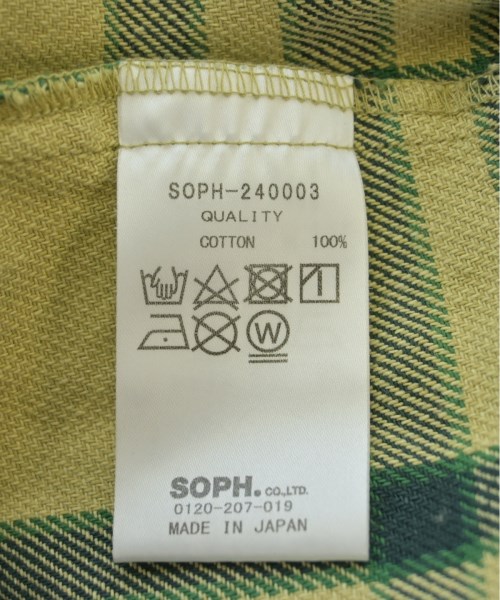 SOPH-240003
QUALITY
COTTON 100%
W
SOPH. CO.,LTD.
0120-207-019
MADE IN JAPAN